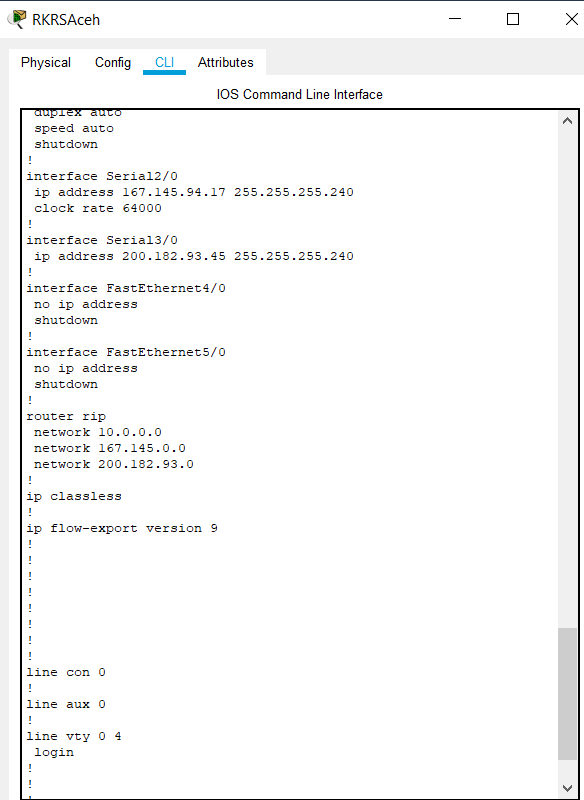 RKRSAceh
Physical Config CLI Attributes
IOS Command Line Interface
duplex auto
speed auto
shutdown
!
interface Serial2/0
ip address 167.145.94.17 255.255.255.240
clock rate 64000
!
interface Serial3/0
ip address 200.182.93.45 255.255.255.240
!
interface FastEthernet4/0
no ip address
shutdown
!
interface FastEthernet5/0
no ip address
shutdown
!
router rip
network 10.0.0.0
network 167.145.0.0
network 200.182.93.0
!
ip classless
!
ip flow-export version 9
!
!
!
!
!
!
!
!
line con 0
!
line aux 0
!
line vty 0 4
login
!
!
!